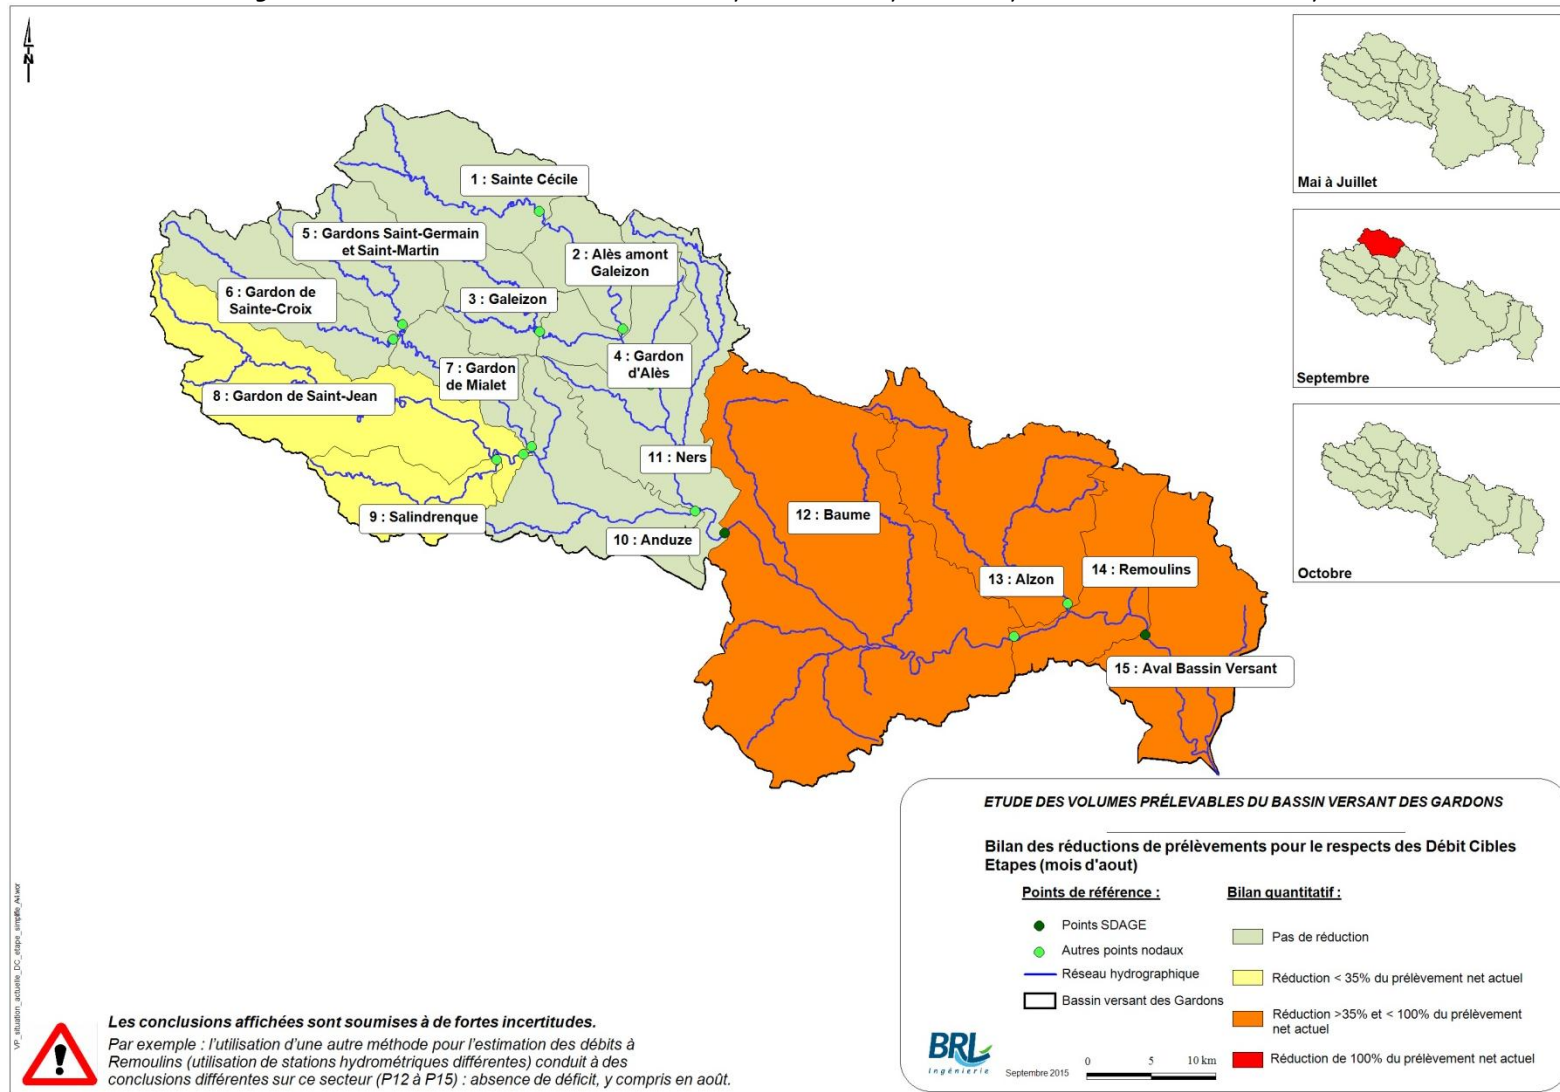 N
Mai à Juillet
Septembre
Octobre
1 : Sainte Cécile
5 : Gardons Saint-Germain
et Saint-Martin
2 : Alès amont
Galeizon
6 : Gardon de
Sainte-Croix
3 : Galeizon
7 : Gardon
de Mialet
4 : Gardon
d'Alès
8 : Gardon de Saint-Jean
11 : Ners
9 : Salindrenque
10 : Anduze
12 : Baume
13 : Alzon
14 : Remoulins
15 : Aval Bassin Versant
ETUDE DES VOLUMES PRÉLEVABLES DU BASSIN VERSANT DES GARDONS
Bilan des réductions de prélèvements pour le respects des Débit Cibles
Etapes (mois d'aout)
Points de référence :
Points SDAGE
Autres points nodaux
Réseau hydrographique
Bassin versant des Gardons
Bilan quantitatif :
Pas de réduction
Réduction < 35% du prélèvement net actuel
Réduction >35% et < 100% du prélèvement
net actuel
Réduction de 100% du prélèvement net actuel
BRL
Ingénierie
Septembre 2015
0 5 10 km
VP_situation_actuelle_DC_etape_simplifie_A4.wor
Les conclusions affichées sont soumises à de fortes incertitudes.
Par exemple : l'utilisation d'une autre méthode pour l'estimation des débits à
Remoulins (utilisation de stations hydrométriques différentes) conduit à des
conclusions différentes sur ce secteur (P12 à P15) : absence de déficit, y compris en août.